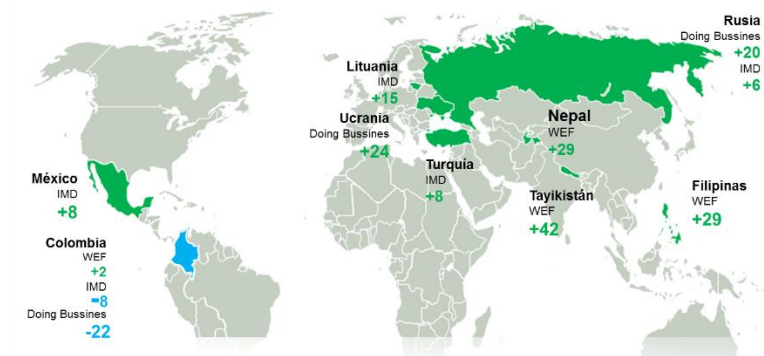 Rusia
Doing Bussines
+20
IMD
+6
Lituania
IMD
+15
Ucrania
Doing Bussines
+24
Nepal
WEF
+29
Turquía
IMD
+8
Tayikistán
WEF
+42
Filipinas
WEF
+29
México
IMD
+8
Colombia
WEF
+2
IMD
-8
Doing Bussines
-22